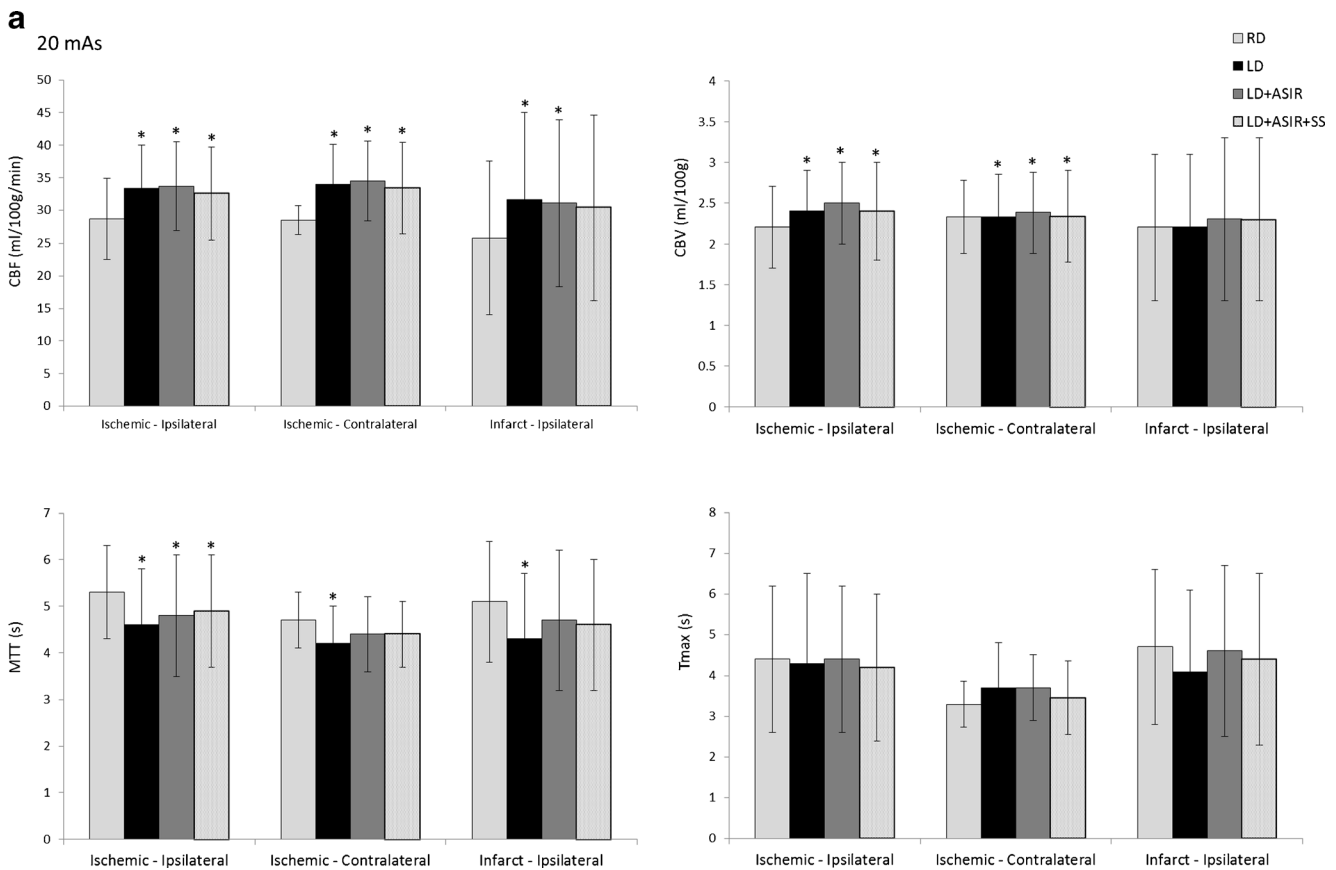 a
20 mAs
RD
LD
LD+ASIR
LD+ASIR+SS
CBF (ml/100g/min)
50
45
40
35
30
25
20
15
10
5
0
* * * * * * * *
Ischemic - Ipsilateral Ischemic - Contralateral Infarct - Ipsilateral
CBV (ml/100g)
4
3.5
3
2.5
2
1.5
1
0.5
0
* * * * * *
Ischemic - Ipsilateral Ischemic - Contralateral Infarct - Ipsilateral
MTT (s)
7
6
5
4
3
2
1
0
* * * * *
Ischemic - Ipsilateral Ischemic - Contralateral Infarct - Ipsilateral
Tmax (s)
8
7
6
5
4
3
2
1
0
Ischemic - Ipsilateral Ischemic - Contralateral Infarct - Ipsilateral